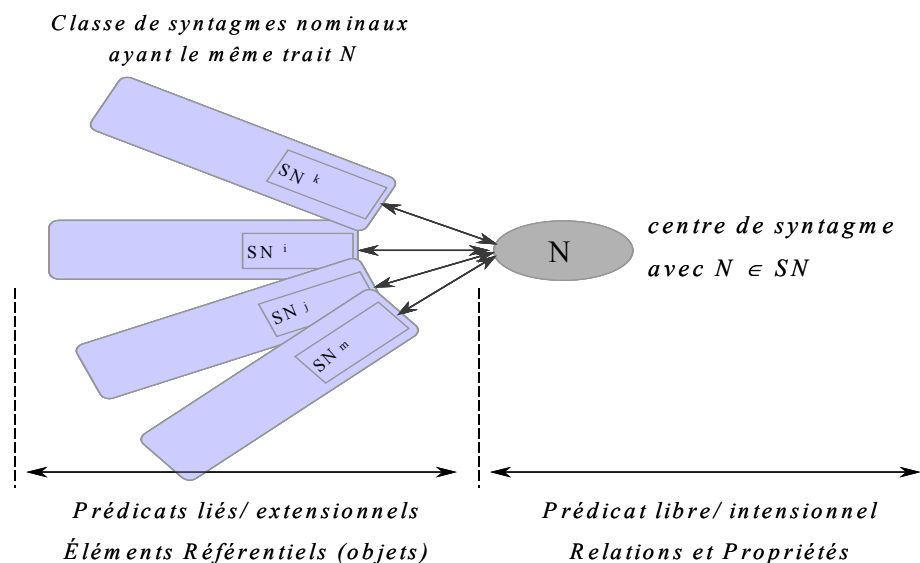 Classe de syntagmes nominaux
ayant le même trait N
SN k
SN i
SN j
SN m
N
centre de syntagme
avec N ∈ SN
Prédicats liés/ extensionnels
Éléments Référentiels (objets)
Prédicat libre/ intensionnel
Relations et Propriétés